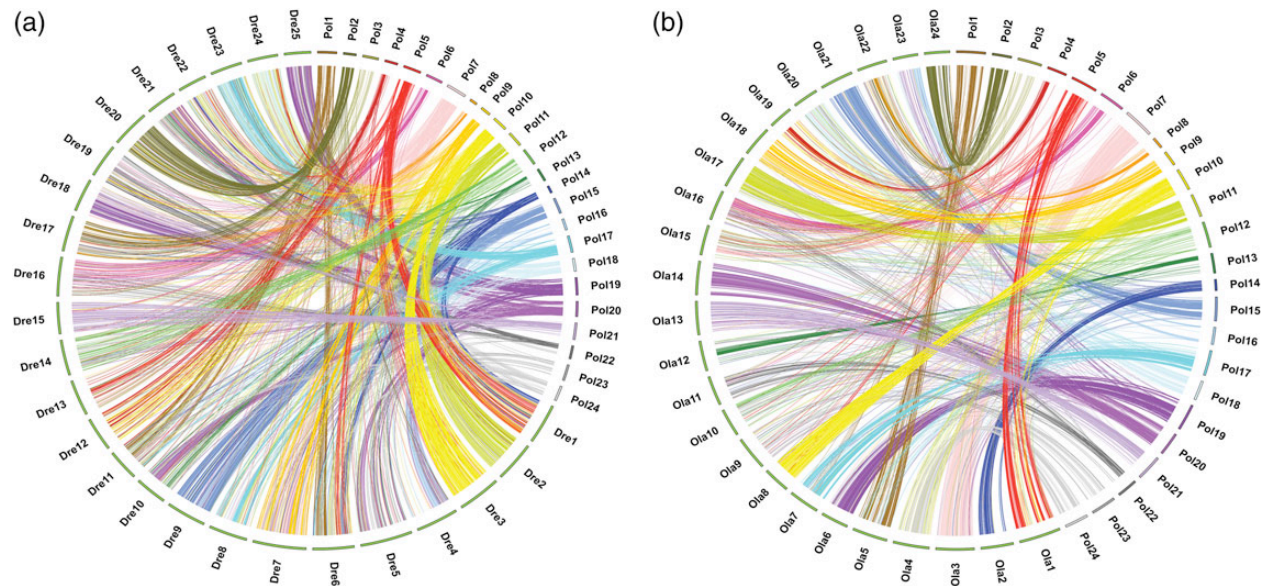 (a)
Pol1
Pol2
Pol3
Pol4
Pol5
Pol6
Pol7
Pol8
Pol9
Pol10
Pol11
Pol12
Pol13
Pol14
Pol15
Pol16
Pol17
Pol18
Pol19
Pol20
Pol21
Pol22
Pol23
Pol24
Dre1
Dre2
Dre3
Dre4
Dre5
Dre6
Dre7
Dre8
Dre9
Dre10
Dre11
Dre12
Dre13
Dre14
Dre15
Dre16
Dre17
Dre18
Dre19
Dre20
Dre21
Dre22
Dre23
Dre24
Dre25
(b)
Pol1
Pol2
Pol3
Pol4
Pol5
Pol6
Pol7
Pol8
Pol9
Pol10
Pol11
Pol12
Pol13
Pol14
Pol15
Pol16
Pol17
Pol18
Pol19
Pol20
Pol21
Pol22
Pol23
Pol24
Ola1
Ola2
Ola3
Ola4
Ola5
Ola6
Ola7
Ola8
Ola9
Ola10
Ola11
Ola12
Ola13
Ola14
Ola15
Ola16
Ola17
Ola18
Ola19
Ola20
Ola21
Ola22
Ola23
Ola24